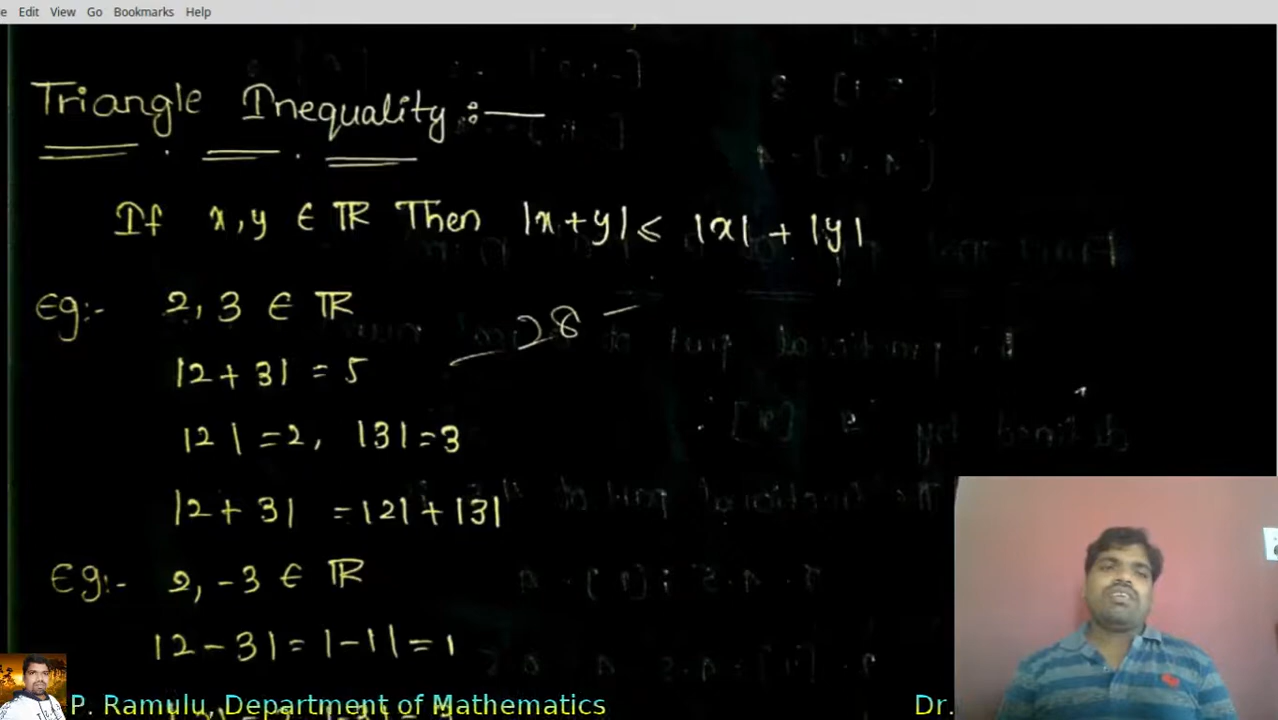 Edit View Go Bookmarks Help
Triangle Inequality :-
If x, y ∈ ℝ Then |x+y| ≤ |x| + |y|
Eg:- 2, 3 ∈ ℝ
28
|2+3| = 5
|2| = 2, |3| = 3
|2+3| = |2| + |3|
Eg:- 2, -3 ∈ ℝ
|2-3| = |-1| = 1
P. Ramulu, Department of Mathematics Dr.